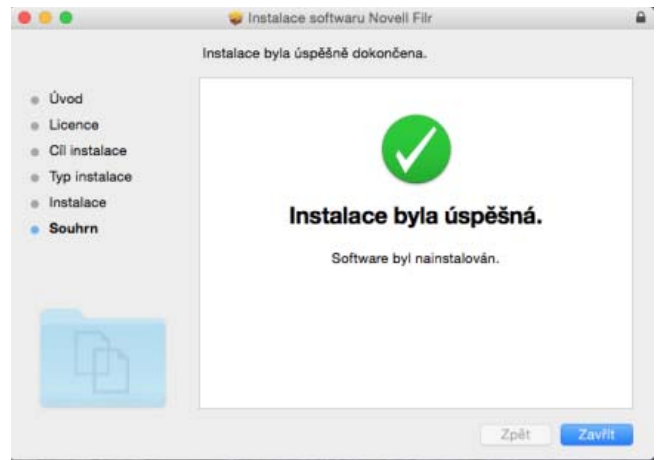 Instalace softwaru Novell Filr
Instalace byla úspěšně dokončena.
Úvod
Licence
Cíl instalace
Typ instalace
Instalace
Souhrn
Instalace byla úspěšná.
Software byl nainstalován.
Zpět
Zavřít